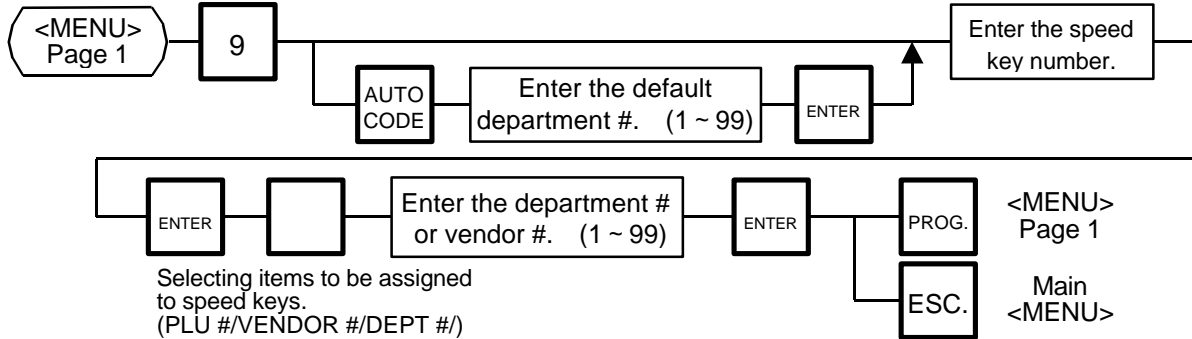 <MENU>
Page 1
9
Enter the speed
key number.
AUTO
CODE
Enter the default
department #. (1 ~ 99)
ENTER
ENTER
Enter the department #
or vendor #. (1 ~ 99)
ENTER
PROG.
<MENU>
Page 1
Selecting items to be assigned
to speed keys.
(PLU #/VENDOR #/DEPT #/)
ESC.
Main
<MENU>